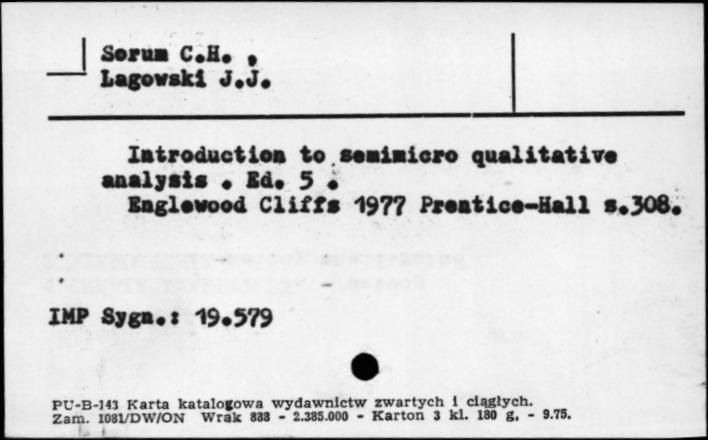 Sorum C.H. ,
Lagowski J.J.
Introduction to semimicro qualitative
analysis . Ed. 5 .
Englewood Cliffs 1977 Prentice-Hall s.308.
IMP Sygn.: 19.579
PU-B-143 Karta katalogowa wydawnictw zwartych i ciągłych.
Zam. 1081/DW/ON Wrak 888 - 2.385.000 - Karton 3 kl. 180 g. - 9.75.